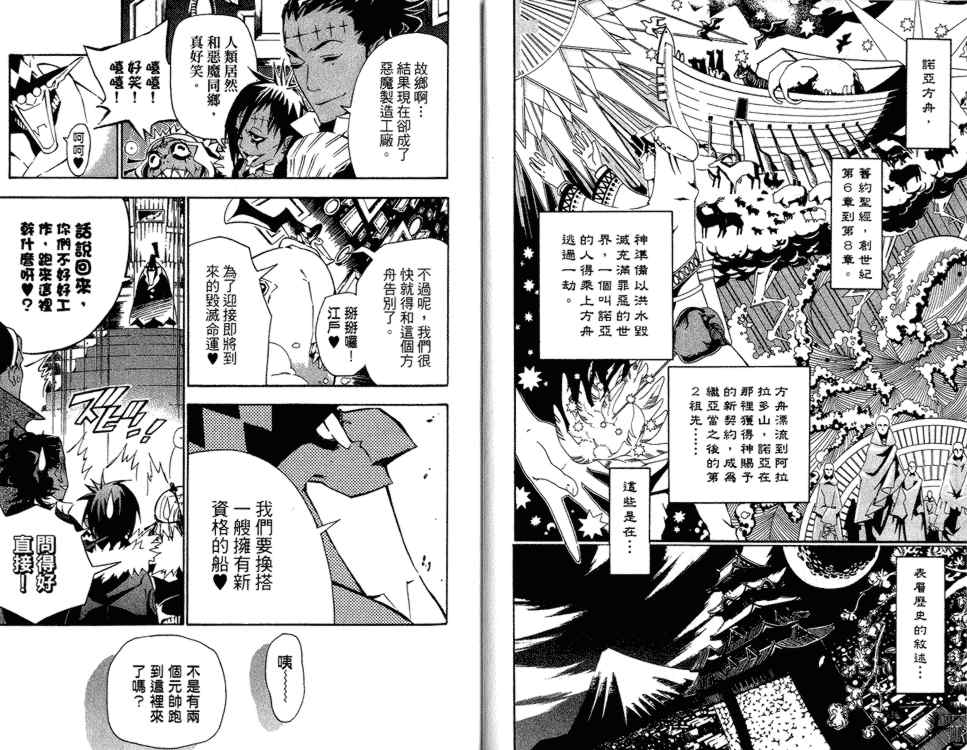 諾亞方舟，
舊約聖經，創世紀
第6章到第8章。
神準備以洪水毀
滅充滿罪惡的世
界，一個叫諾亞
的人得乘上方舟
逃過一劫。
方舟漂流到阿拉
拉多山，諾亞在
那裡獲得神賜予
的新契約，成為
繼亞當之後的第
2祖先……
這些是在…
表層歷史的敘述…
故鄉啊…
結果現在卻成了
惡魔製造工廠。
人類居然
和惡魔同鄉，
真好笑。
嘻嘻！
好笑！
嘻嘻！
呵呵♥
不過呢，我們很
快就得和這個方
舟告別了。
掰掰囉！
江戶♥
為了迎接即將到
來的毀滅命運♥
話說回來，
你們不好好工
作，跑來這裡
幹什麼呀♥？
ズビビ!!
問得好
直接！
我們要換搭
一艘擁有新
資格的船♥
咦～～～
不是有兩
個元帥跑
到這裡來
了嗎？